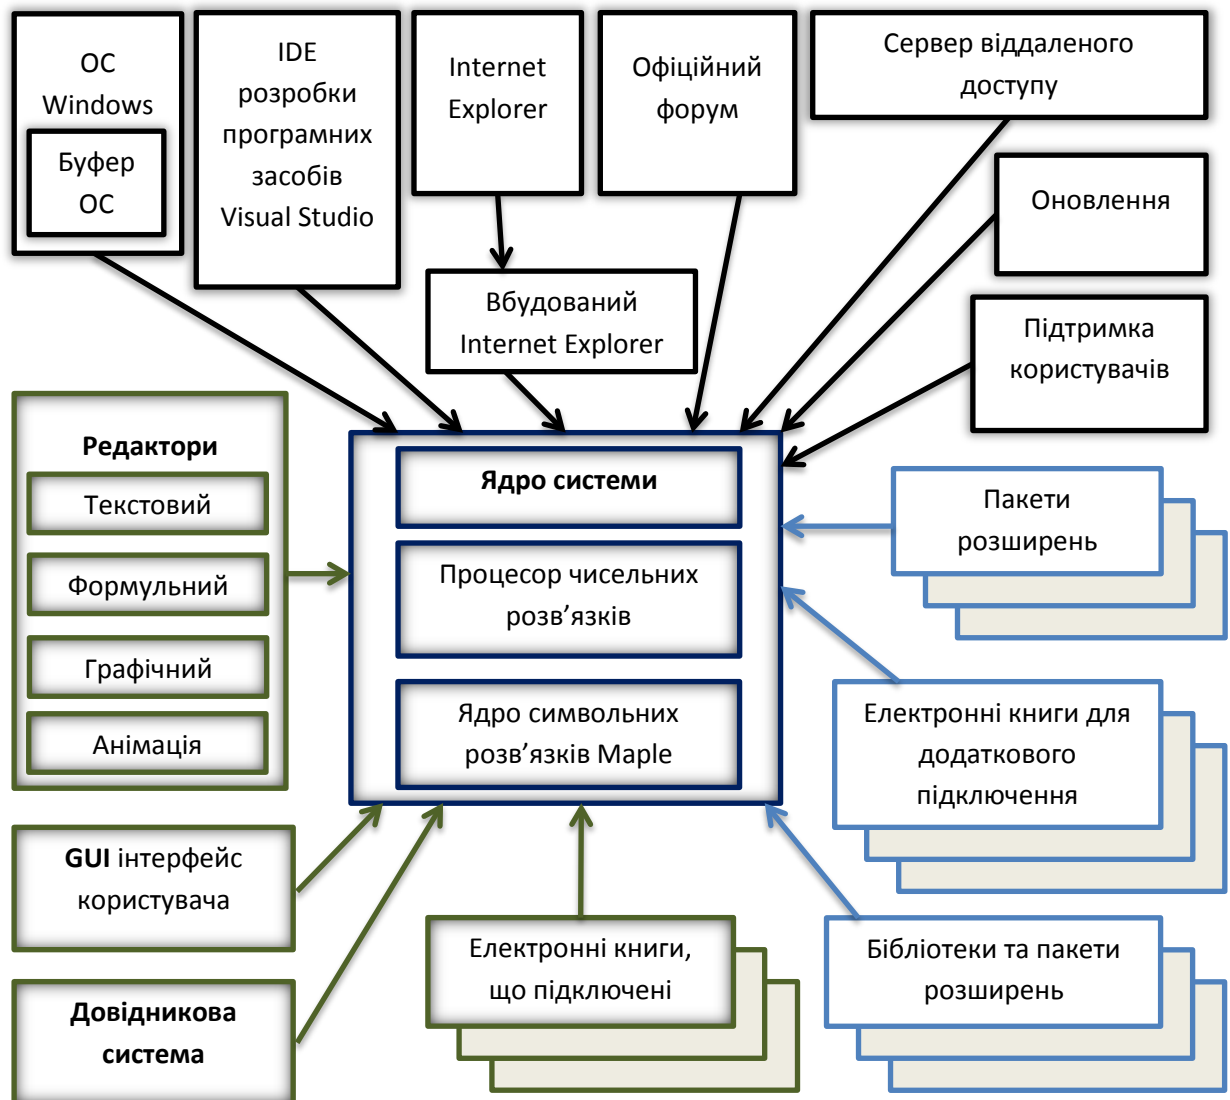 ОС
Windows
Буфер
ОС
IDE
розробки
програмних
засобів
Visual Studio
Internet
Explorer
Офіційний
форум
Сервер віддаленого
доступу
Оновлення
Вбудований
Internet Explorer
Підтримка
користувачів
Редактори
Текстовий
Формульний
Графічний
Анімація
Ядро системи
Процесор чисельних
розв’язків
Ядро символьних
розв’язків Maple
Пакети
розширень
Електронні книги для
додаткового
підключення
GUI інтерфейс
користувача
Довідникова
система
Електронні книги,
що підключені
Бібліотеки та пакети
розширень